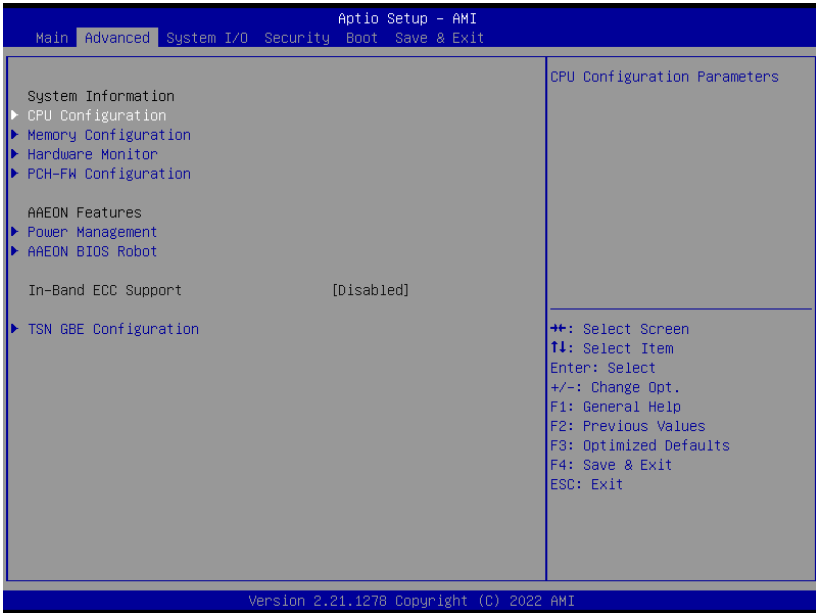 Aptio Setup – AMI
Main Advanced System I/O Security Boot Save & Exit
System Information
CPU Configuration
Memory Configuration
Hardware Monitor
PCH-FW Configuration
AAEON Features
Power Management
AAEON BIOS Robot
In-Band ECC Support [Disabled]
TSN GBE Configuration
CPU Configuration Parameters
→←: Select Screen
↑↓: Select Item
Enter: Select
+/-: Change Opt.
F1: General Help
F2: Previous Values
F3: Optimized Defaults
F4: Save & Exit
ESC: Exit
Version 2.21.1278 Copyright (C) 2022 AMI